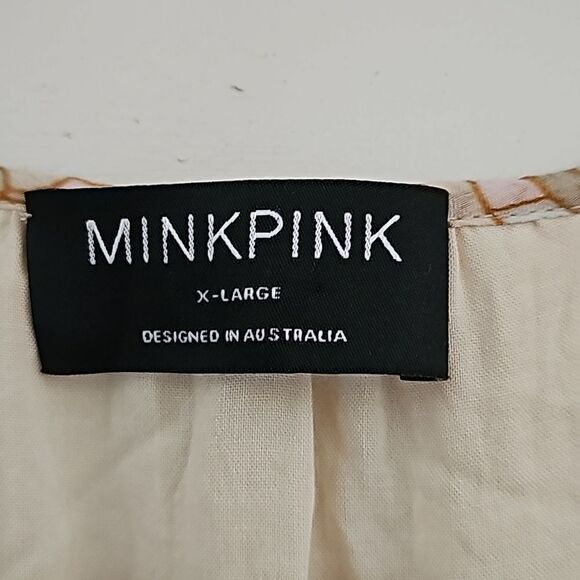 MINKPINK
X-LARGE
DESIGNED IN AUSTRALIA